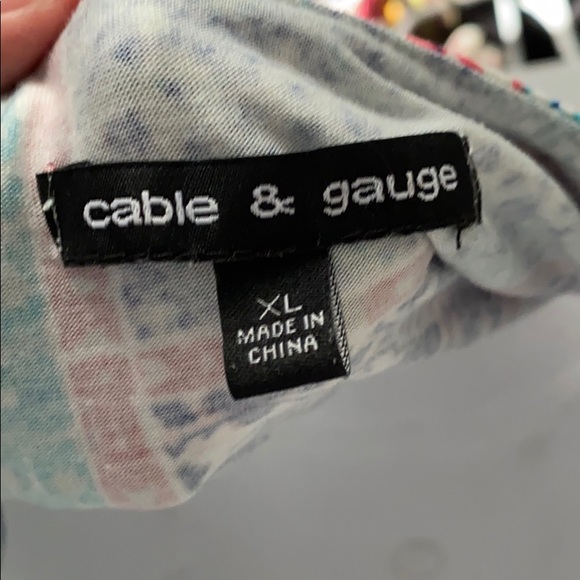 cable & gauge
XL
MADE IN
CHINA